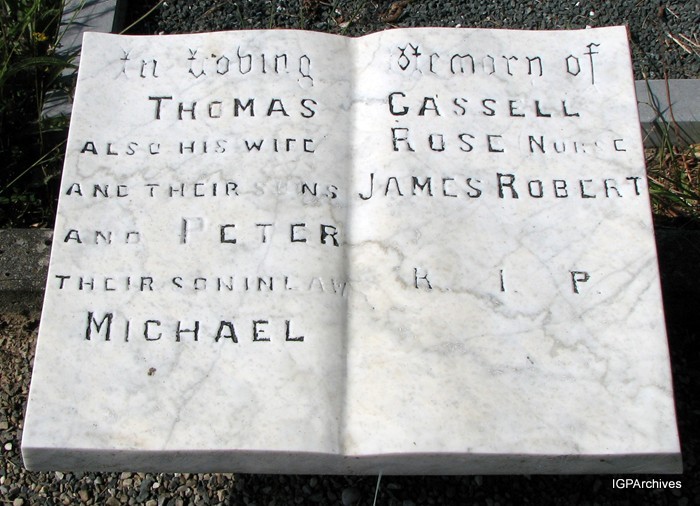 In Loving Memory of
THOMAS CASSELL
ALSO HIS WIFE ROSE
AND THEIR SONS JAMES ROBERT
AND PETER
THEIR SON IN LAW R. I. P.
MICHAEL
IGPArchives